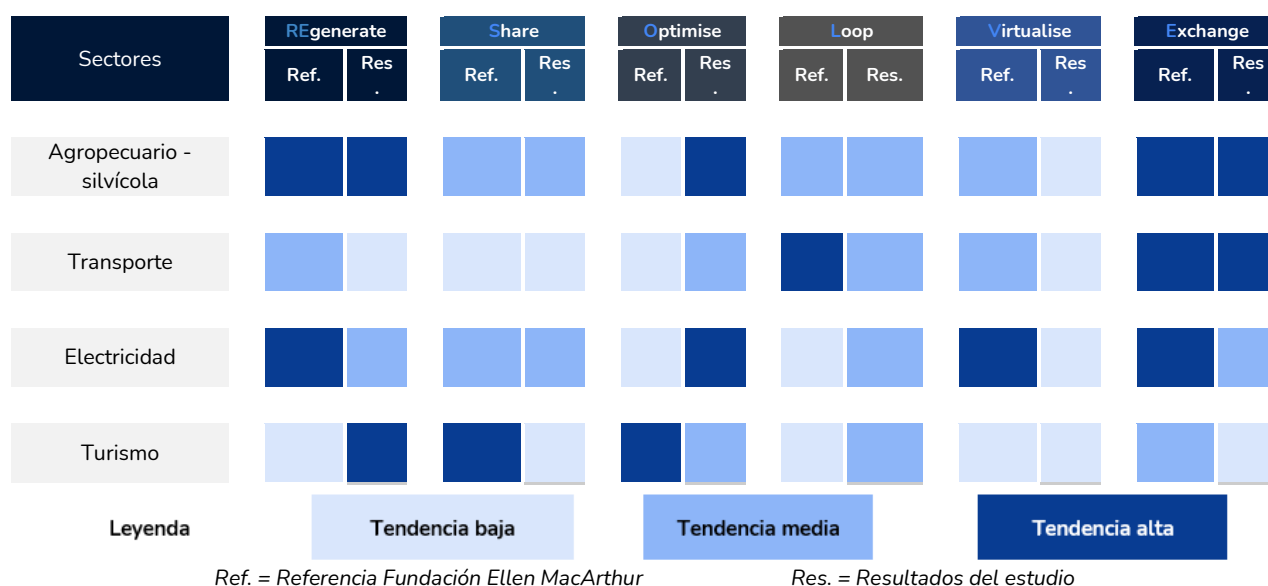 Sectores
REgenerate
Share
Optimise
Loop
Virtualise
Exchange
Ref.
Res
.
Ref.
Res
.
Ref.
Res
.
Ref.
Res.
Ref.
Res
.
Ref.
Res
.
Agropecuario -
silvícola
Transporte
Electricidad
Turismo
Leyenda
Tendencia baja
Tendencia media
Tendencia alta
Ref. = Referencia Fundación Ellen MacArthur
Res. = Resultados del estudio